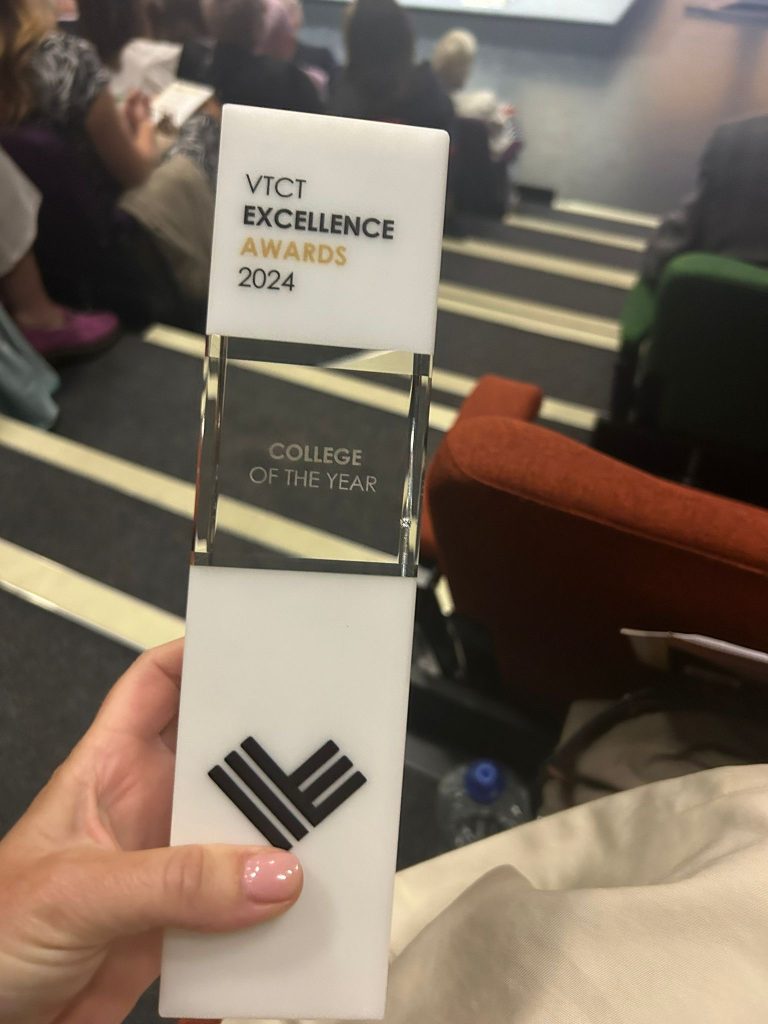 VTCT
EXCELLENCE
AWARDS
2024
COLLEGE
OF THE YEAR